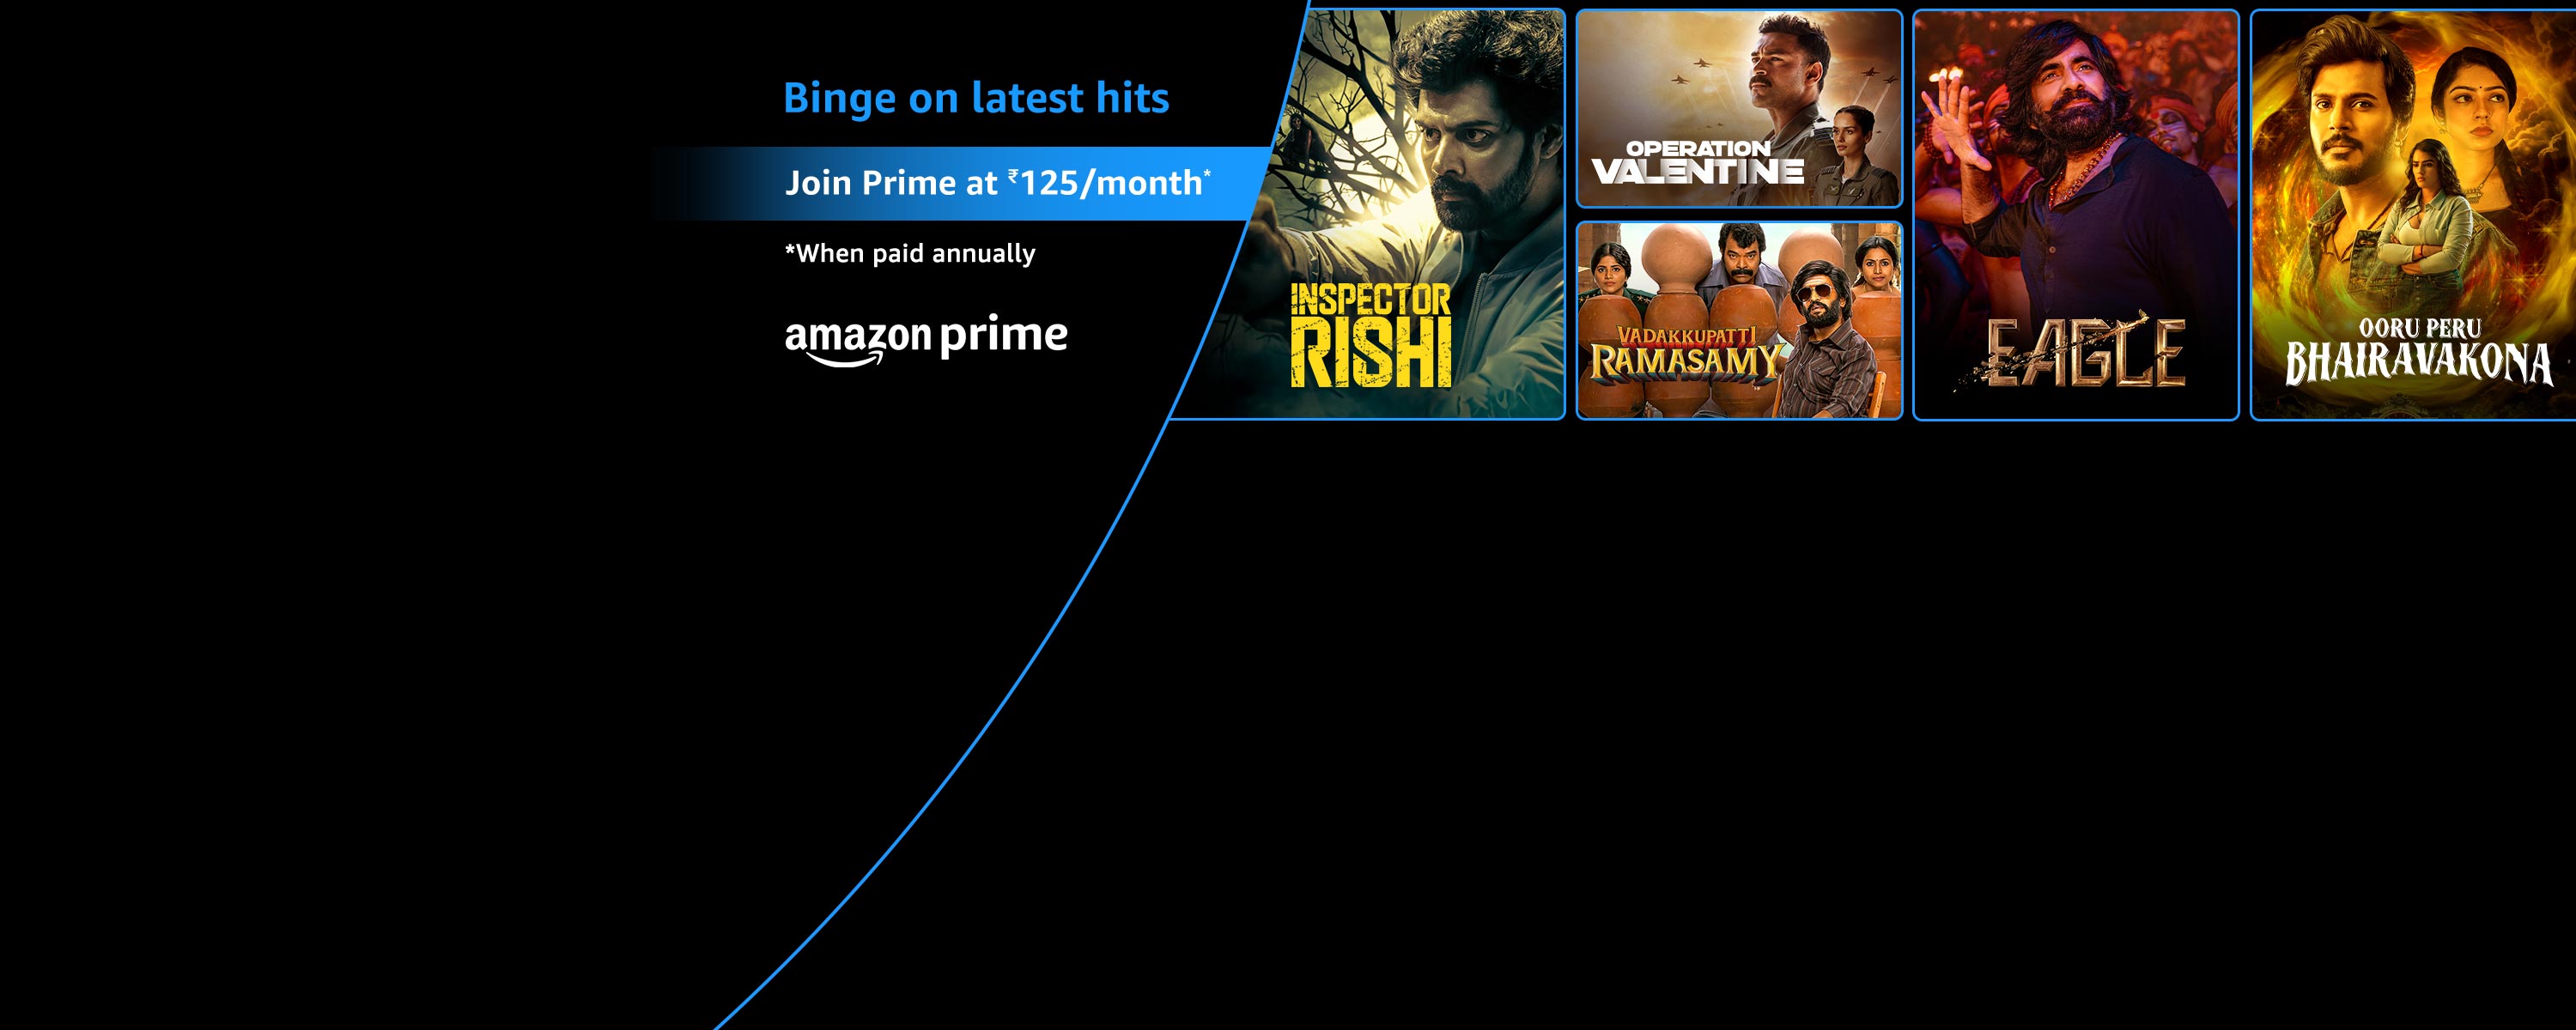 Binge on latest hits
Join Prime at ₹125/month*
*When paid annually
amazon prime
INSPECTOR
RISHI
OPERATION
VALENTINE
VADAKKUPATTI
RAMASAMY
EAGLE
OORU PERU
BHAIRAVAKONA